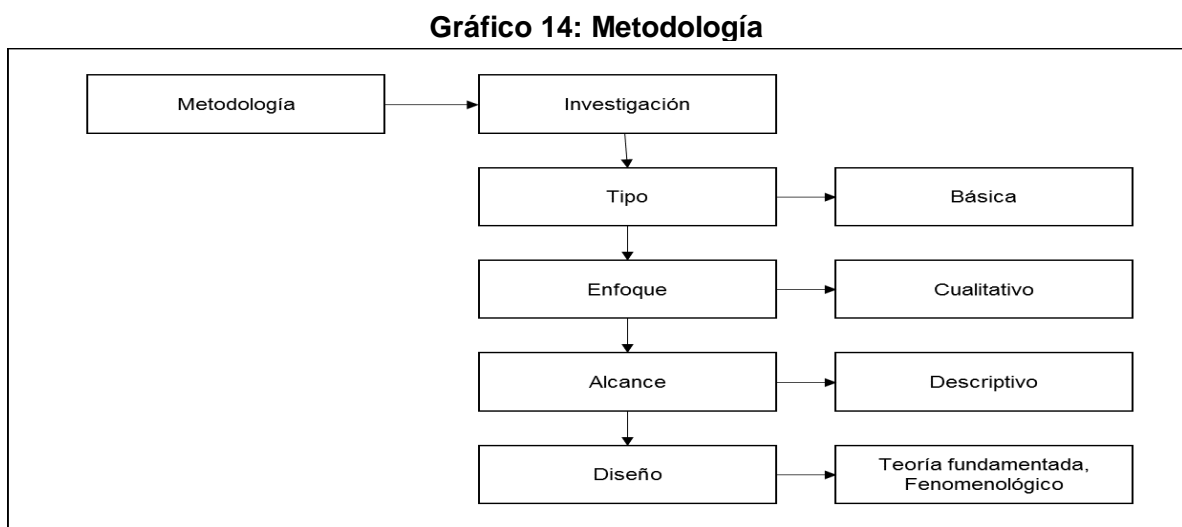 Gráfico 14: Metodología
Metodología
Investigación
Tipo
Básica
Enfoque
Cualitativo
Alcance
Descriptivo
Diseño
Teoría fundamentada,
Fenomenológico